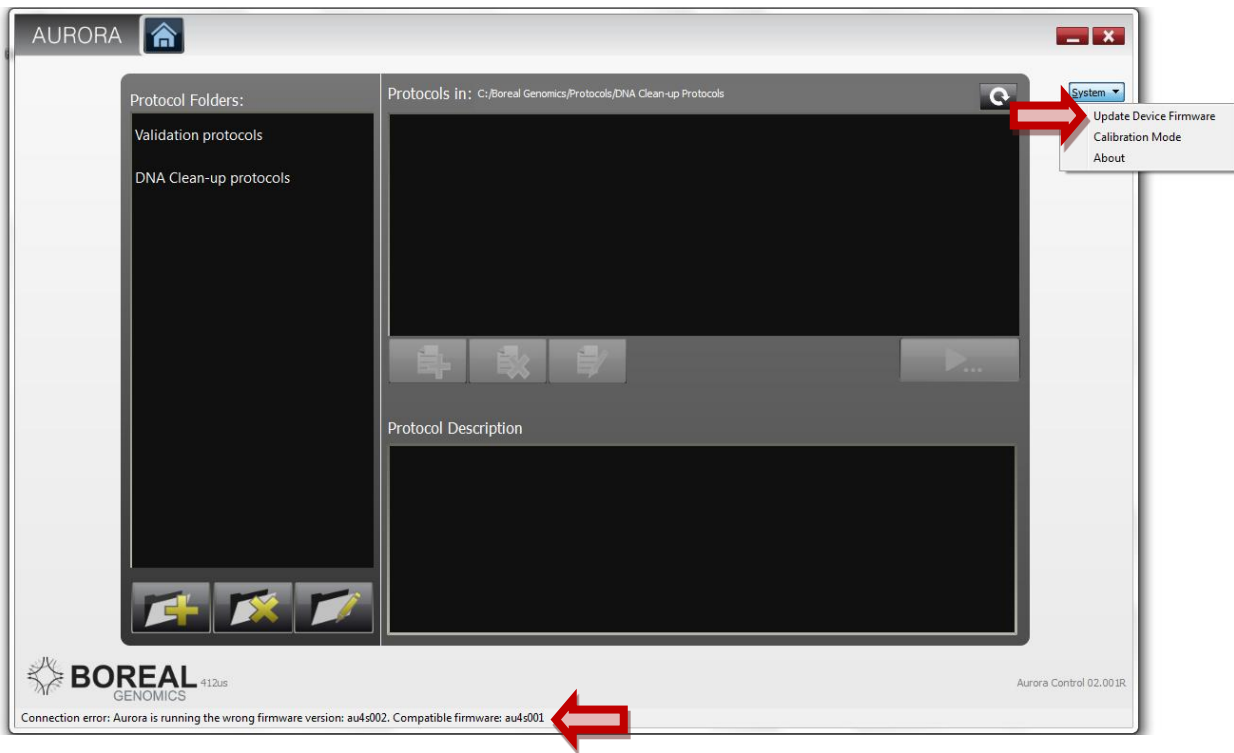 AURORA
Protocol Folders:
Validation protocols
DNA Clean-up protocols
Protocols in: C:/Boreal Genomics/Protocols/DNA Clean-up Protocols
System
Update Device Firmware
Calibration Mode
About
Protocol Description
BOREAL
GENOMICS
412us
Aurora Control 02.001R
Connection error: Aurora is running the wrong firmware version: au4s002. Compatible firmware: au4s001